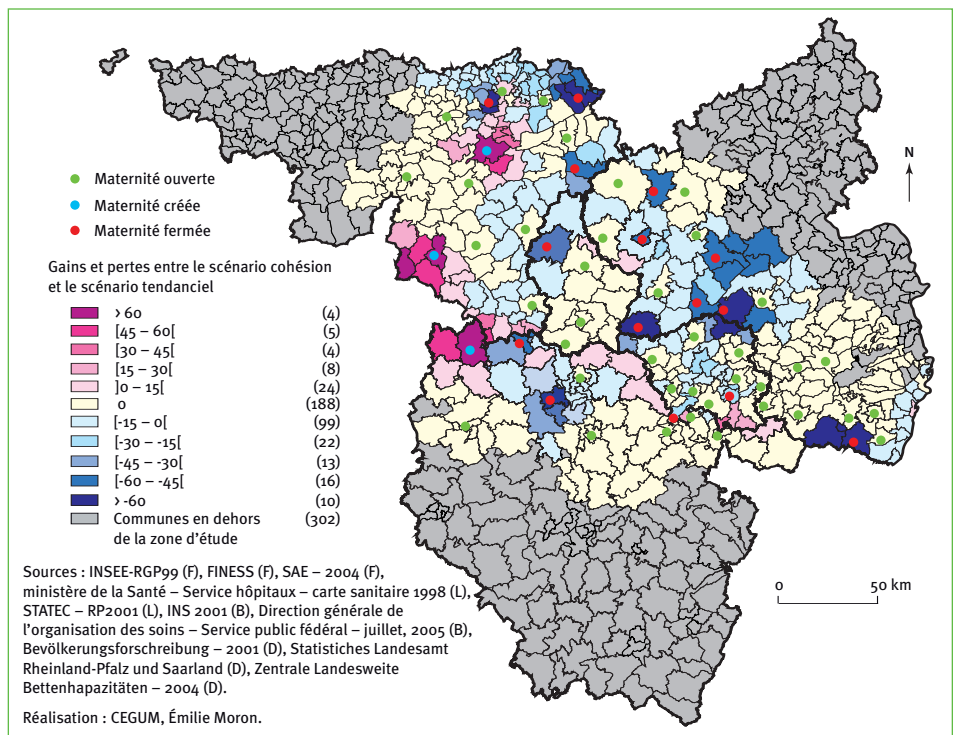 N
Maternité ouverte
Maternité créée
Maternité fermée
Gains et pertes entre le scénario cohésion
et le scénario tendanciel
> 60 (4)
[45 – 60[ (5)
[30 – 45[ (4)
[15 – 30[ (8)
]0 – 15[ (24)
0 (188)
[-15 – 0[ (99)
[-30 – -15[ (22)
[-45 – -30[ (13)
[-60 – -45[ (16)
> -60 (10)
Communes en dehors (302)
de la zone d'étude
Sources : INSEE-RGP99 (F), FINESS (F), SAE – 2004 (F),
ministère de la Santé – Service hôpitaux – carte sanitaire 1998 (L),
STATEC – RP2001 (L), INS 2001 (B), Direction générale de
l'organisation des soins – Service public fédéral – juillet, 2005 (B),
Bevölkerungsforschreibung – 2001 (D), Statistiches Landesamt
Rheinland-Pfalz und Saarland (D), Zentrale Landesweite
Bettenhapazitäten – 2004 (D).
Réalisation : CEGUM, Émilie Moron.
0 50 km